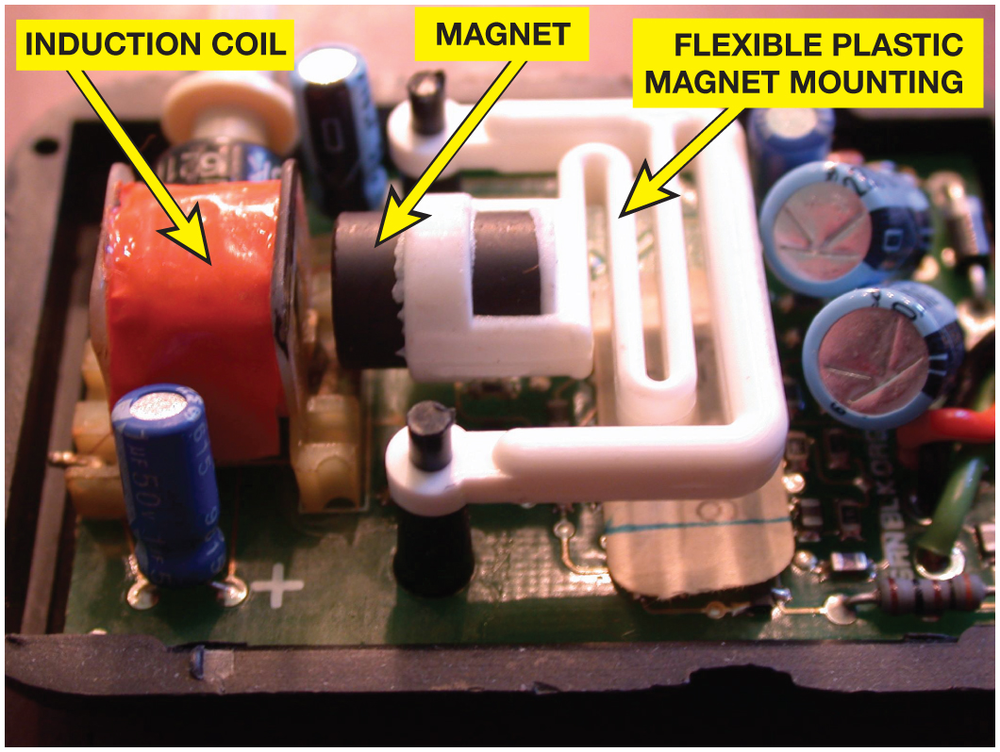 INDUCTION COIL
MAGNET
FLEXIBLE PLASTIC
MAGNET MOUNTING
+